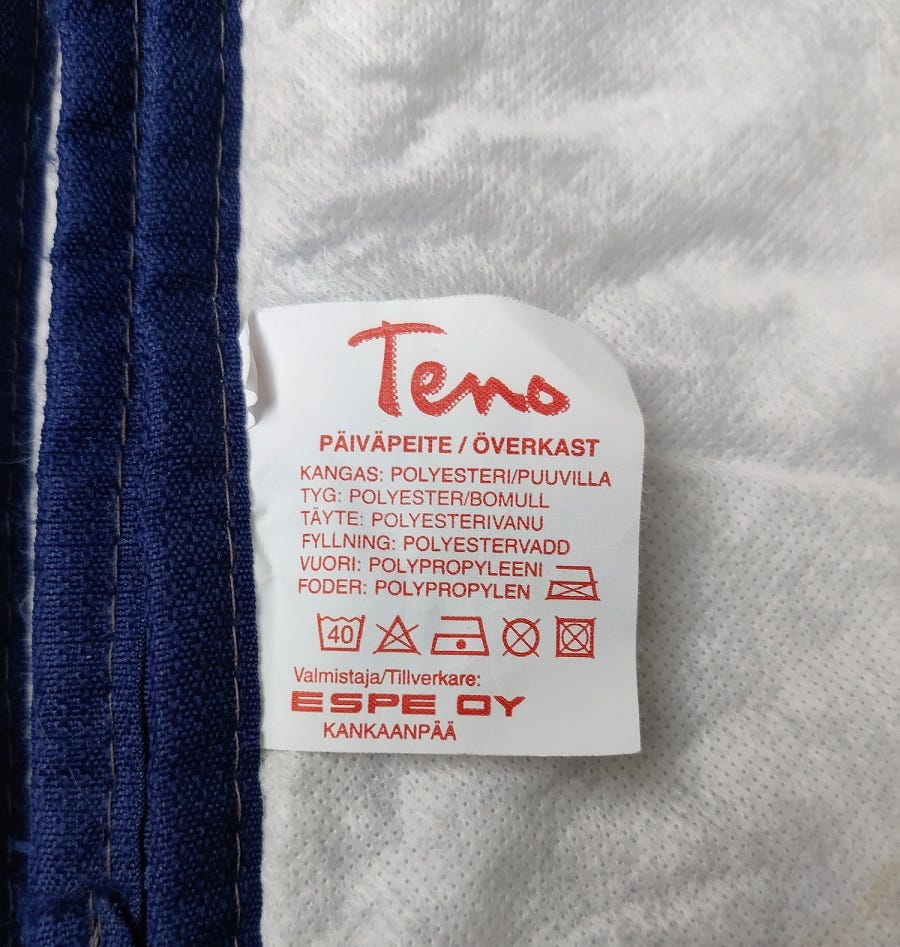 Teno
PÄIVÄPEITE / ÖVERKAST
KANGAS: POLYESTERI/PUUVILLA
TYG: POLYESTER/BOMULL
TÄYTE: POLYESTERIVANU
FYLLNING: POLYESTERVADD
VUORI: POLYPROPYLEENI
FODER: POLYPROPYLEN
40
Valmistaja/Tillverkare:
ESPE OY
KANKAANPÄÄ